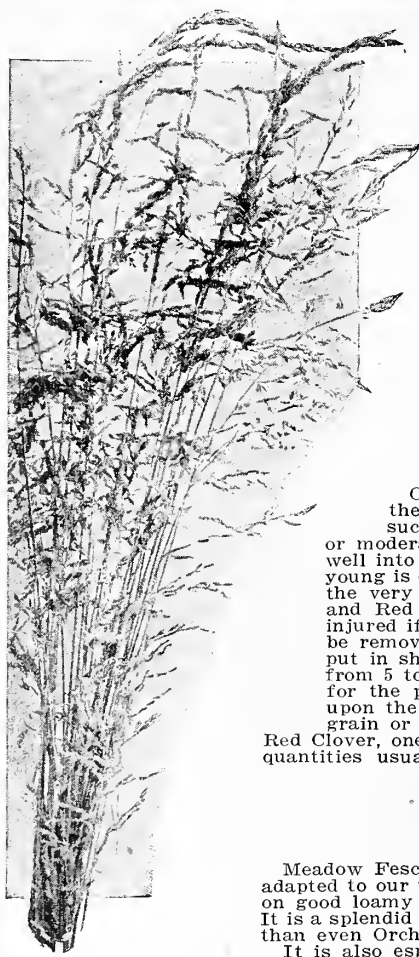 C
the
suc
or moder
well into
young is
the very
and Red
injured if
be remov
put in sh
from 5 to
for the p
upon the
grain or
Red Clover, one
quantities usua
Meadow Fesc
adapted to our
on good loamy
It is a splendid
than even Orch
It is also esp